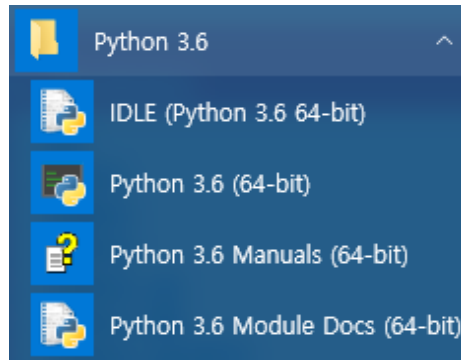 Python 3.6
IDLE (Python 3.6 64-bit)
Python 3.6 (64-bit)
Python 3.6 Manuals (64-bit)
Python 3.6 Module Docs (64-bit)